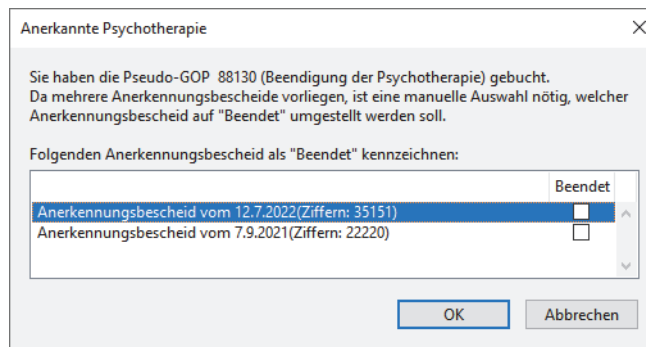 Anerkannte Psychotherapie
Sie haben die Pseudo-GOP 88130 (Beendigung der Psychotherapie) gebucht.
Da mehrere Anerkennungsbescheide vorliegen, ist eine manuelle Auswahl nötig, welcher
Anerkennungsbescheid auf "Beendet" umgestellt werden soll.
Folgenden Anerkennungsbescheid als "Beendet" kennzeichnen:
Beendet
Anerkennungsbescheid vom 12.7.2022(Ziffern: 35151)
Anerkennungsbescheid vom 7.9.2021(Ziffern: 22220)
OK Abbrechen